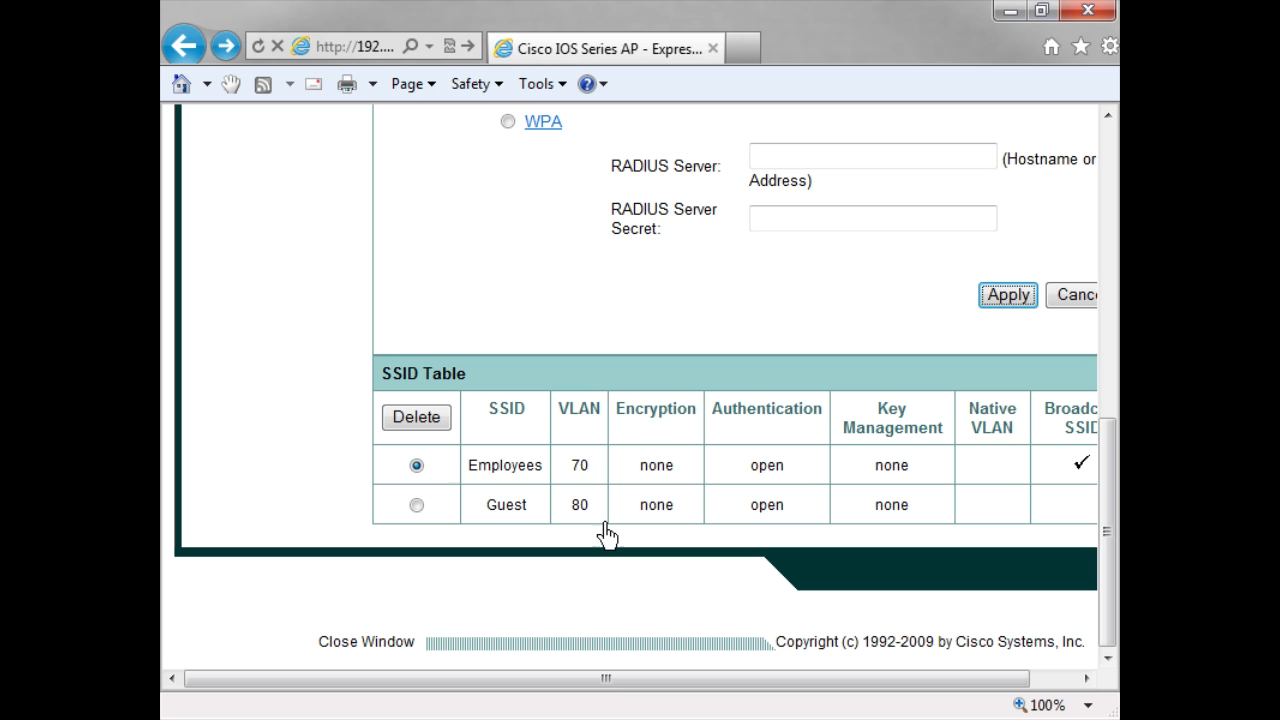 http://192....
Cisco IOS Series AP - Expres...
Page
Safety
Tools
WPA
RADIUS Server:
(Hostname or
Address)
RADIUS Server
Secret:
Apply
Canc
SSID Table
Delete
SSID
VLAN
Encryption
Authentication
Key
Management
Native
VLAN
Broadc
SSID
Employees
70
none
open
none
Guest
80
none
open
none
Close Window
Copyright (c) 1992-2009 by Cisco Systems, Inc.
100%